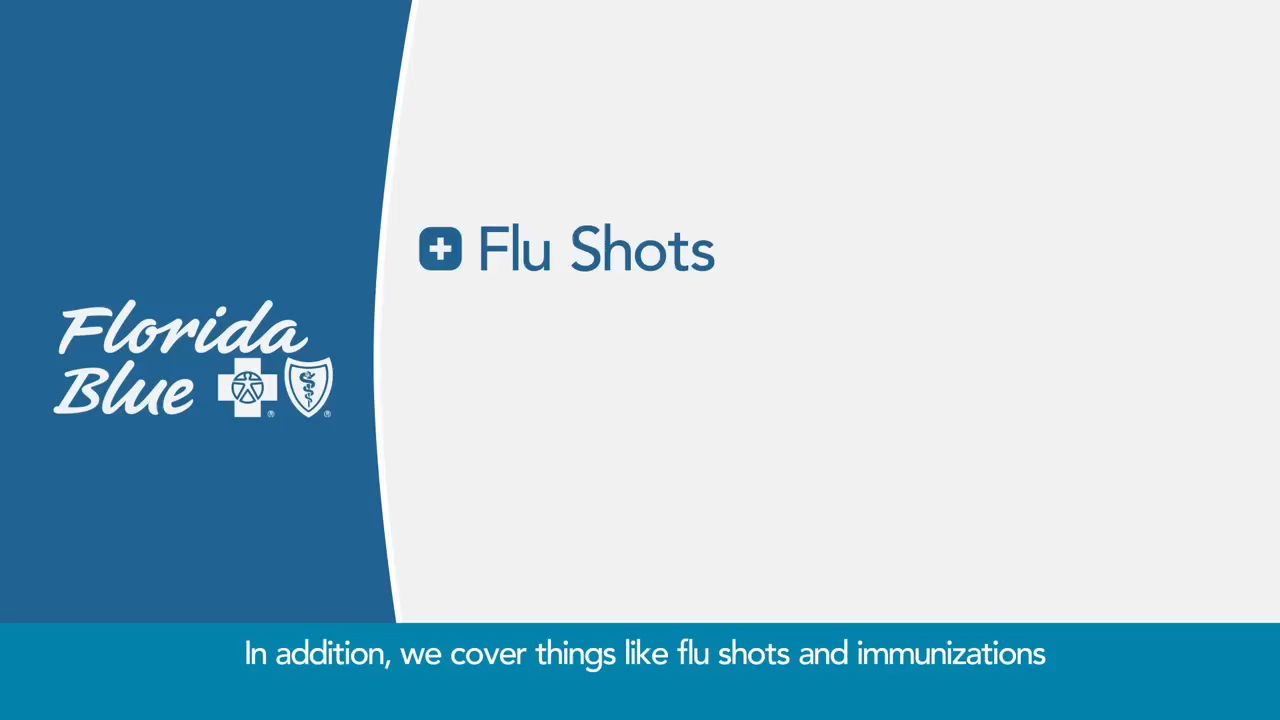 Flu Shots
Florida
Blue ® ®
In addition, we cover things like flu shots and immunizations